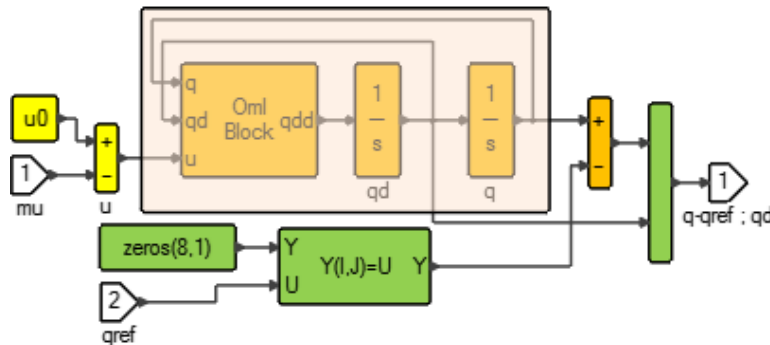 q
qd
u
Oml
Block
qdd
1
s
qd
1
s
q
u0
+
-
u
1
mu
+
-
1
q-qref ; qd
zeros(8,1)
Y
U
Y(I,J)=U
Y
2
qref